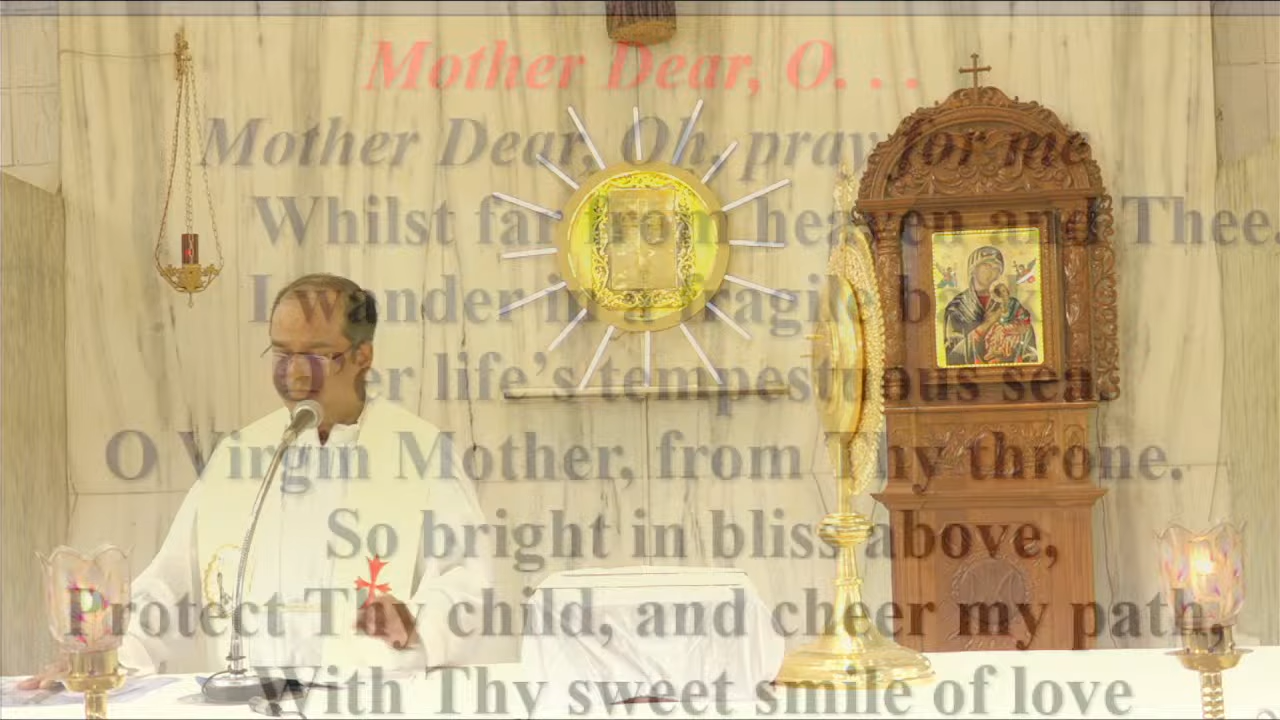 Mother Dear, O. . .
Mother Dear, Oh, pray for me
Whilst far from heaven and Thee.
I wander in a fragile bark
O'er life's tempestuous sea
O Virgin Mother, from Thy throne.
So bright in bliss above,
Protect Thy child, and cheer my path,
With Thy sweet smile of love